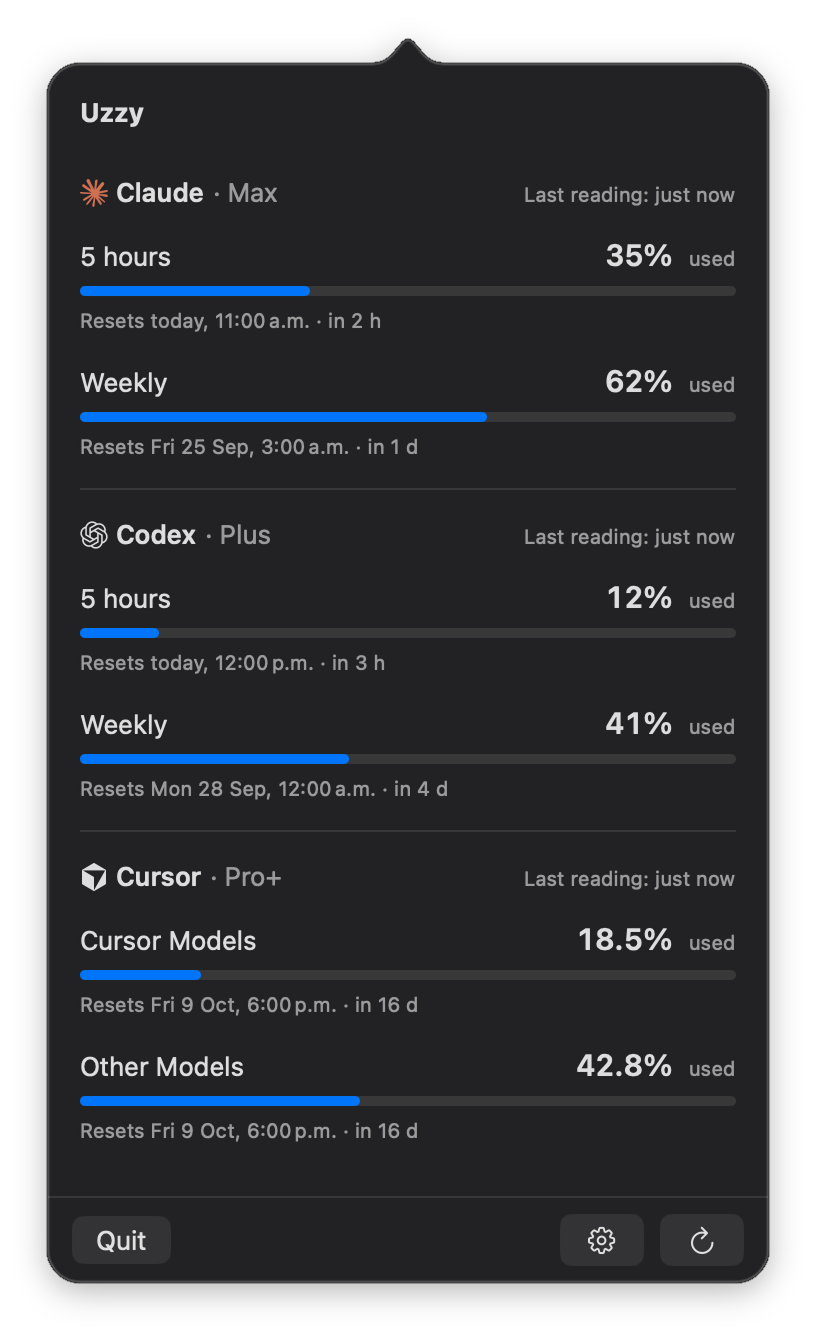 Uzzy
Claude · Max
Last reading: just now
5 hours
35% used
Resets today, 11:00 a.m. · in 2 h
Weekly
62% used
Resets Fri 25 Sep, 3:00 a.m. · in 1 d
Codex · Plus
Last reading: just now
5 hours
12% used
Resets today, 12:00 p.m. · in 3 h
Weekly
41% used
Resets Mon 28 Sep, 12:00 a.m. · in 4 d
Cursor · Pro+
Last reading: just now
Cursor Models
18.5% used
Resets Fri 9 Oct, 6:00 p.m. · in 16 d
Other Models
42.8% used
Resets Fri 9 Oct, 6:00 p.m. · in 16 d
Quit